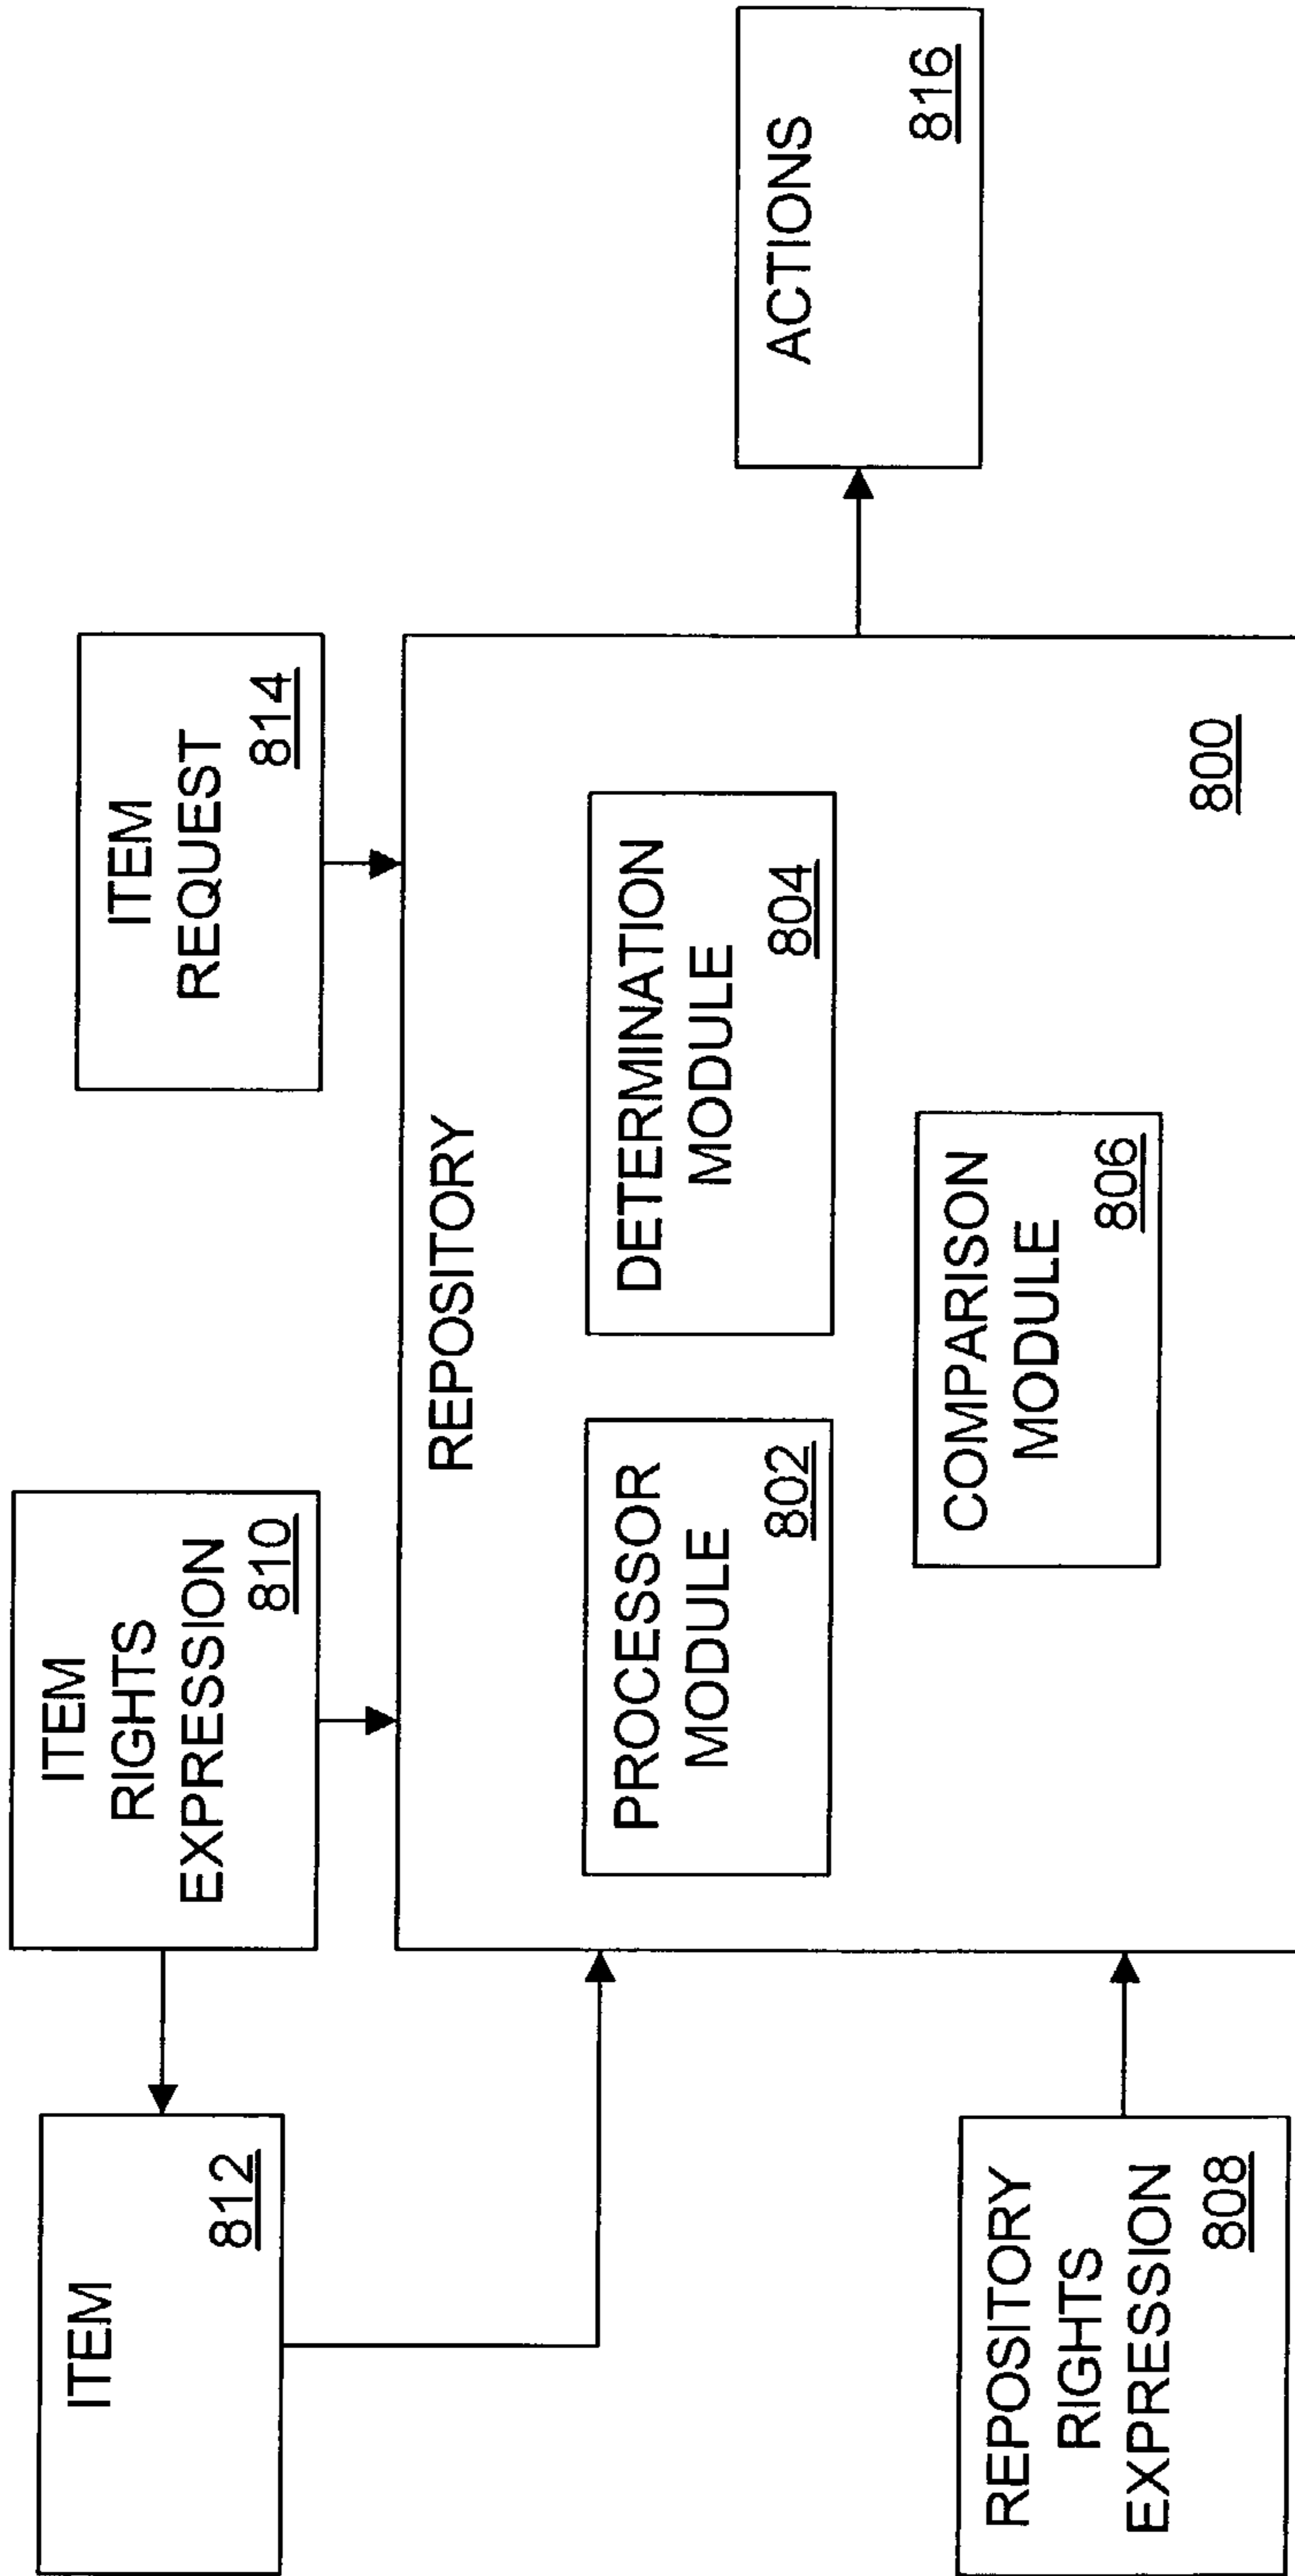 ITEM
812
ITEM
RIGHTS
EXPRESSION
810
ITEM
REQUEST
814
REPOSITORY
PROCESSOR
MODULE
802
DETERMINATION
MODULE
804
COMPARISON
MODULE
806
800
REPOSITORY
RIGHTS
EXPRESSION
808
ACTIONS
816